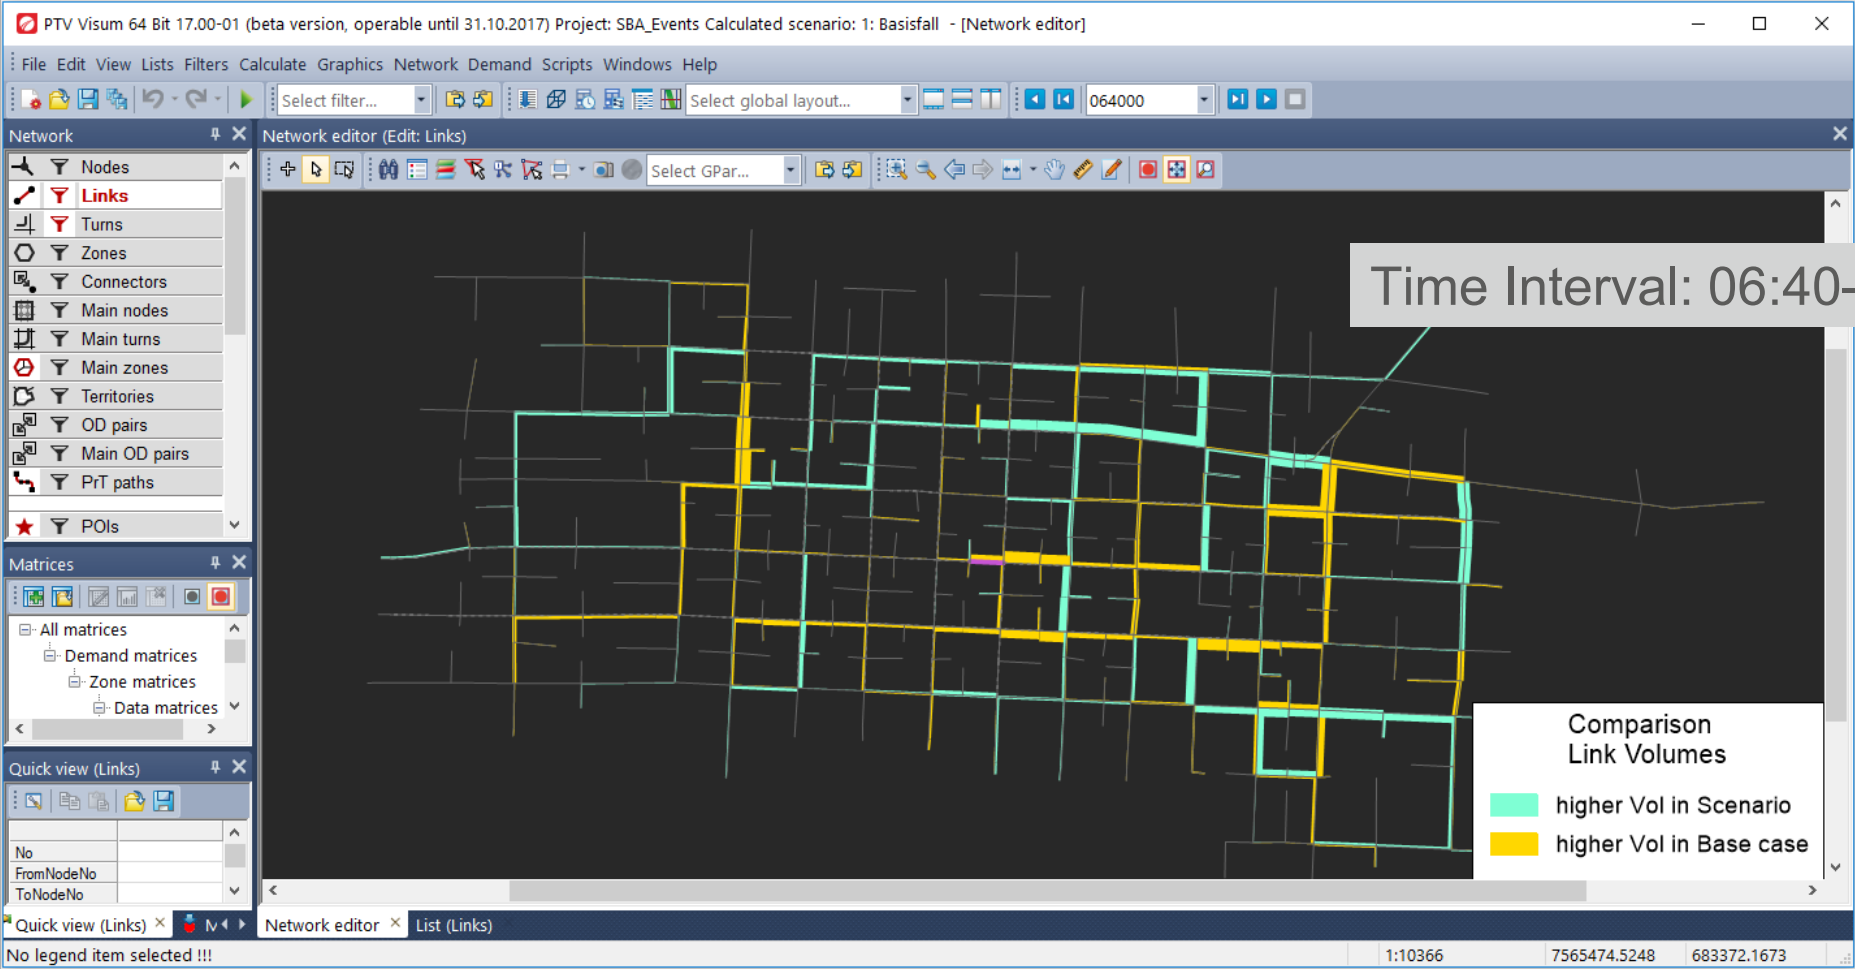 PTV Visum 64 Bit 17.00-01 (beta version, operable until 31.10.2017) Project: SBA_Events Calculated scenario: 1: Basisfall - [Network editor]
File Edit View Lists Filters Calculate Graphics Network Demand Scripts Windows Help
Select filter...
Select global layout...
064000
Network
Network editor (Edit: Links)
Select GPar...
Nodes
Links
Turns
Zones
Connectors
Main nodes
Main turns
Main zones
Territories
OD pairs
Main OD pairs
PrT paths
POIs
Time Interval: 06:40-
Matrices
All matrices
Demand matrices
Zone matrices
Data matrices
Comparison
Link Volumes
higher Vol in Scenario
higher Vol in Base case
Quick view (Links)
No
FromNodeNo
ToNodeNo
Quick view (Links)
M
Network editor
List (Links)
No legend item selected !!!
1:10366
7565474.5248
683372.1673